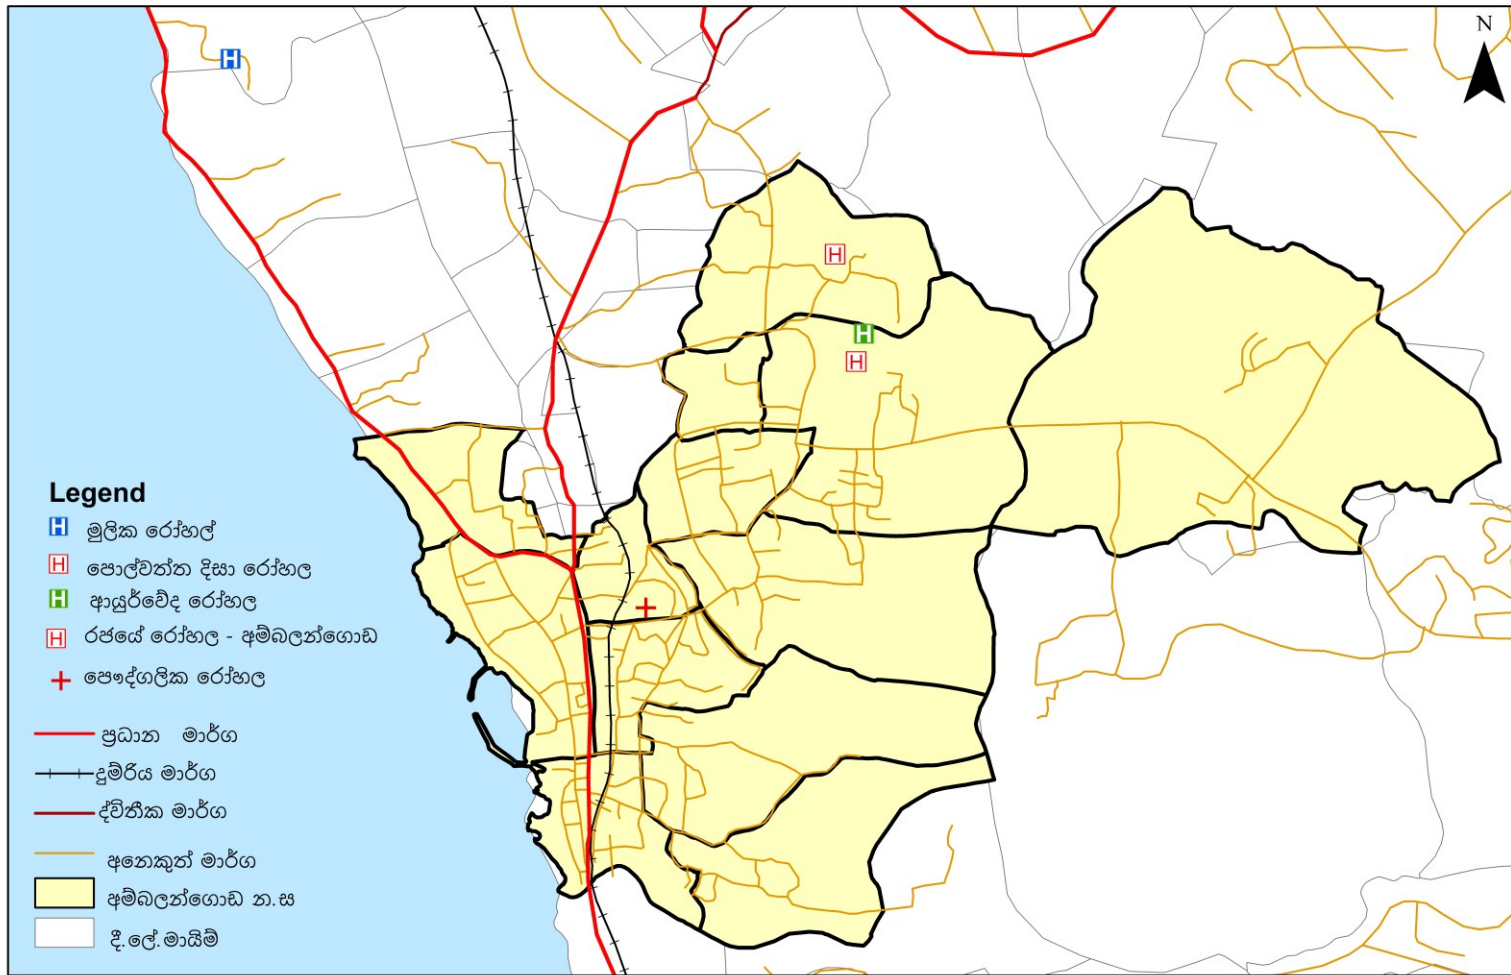 N
Legend
මුලික රෝහල්
පොල්වත්ත දිසා රෝහල
ආයුර්වේද රෝහල
රජයේ රෝහල - අම්බලන්ගොඩ
පෞද්ගලික රෝහල
ප්‍රධාන මාර්ග
දුම්රිය මාර්ග
ද්විතීක මාර්ග
අනෙකුත් මාර්ග
අම්බලන්ගොඩ න.ස
දී.ලේ.මායිම්